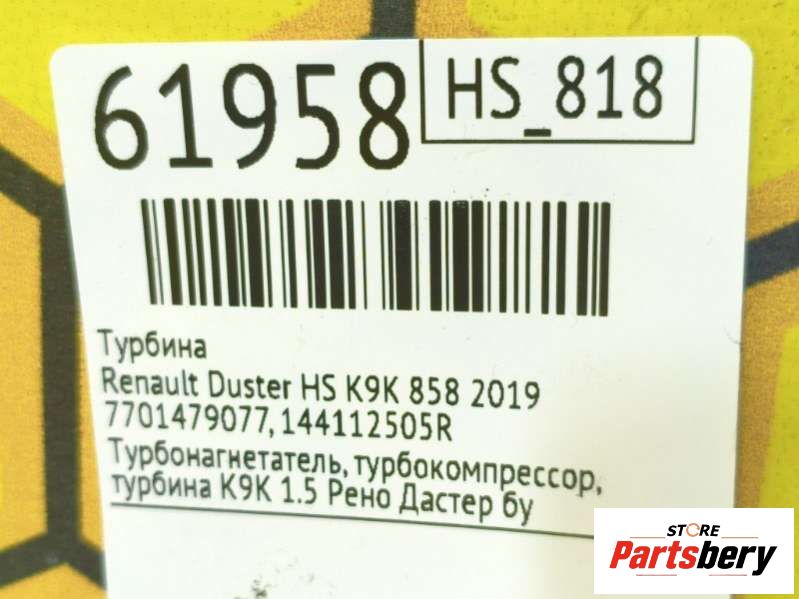 61958
HS_818
Турбина
Renault Duster HS K9K 858 2019
7701479077,144112505R
Турбонагнетатель, турбокомпрессор,
турбина K9K 1.5 Рено Дастер бу
STORE
Partsbery